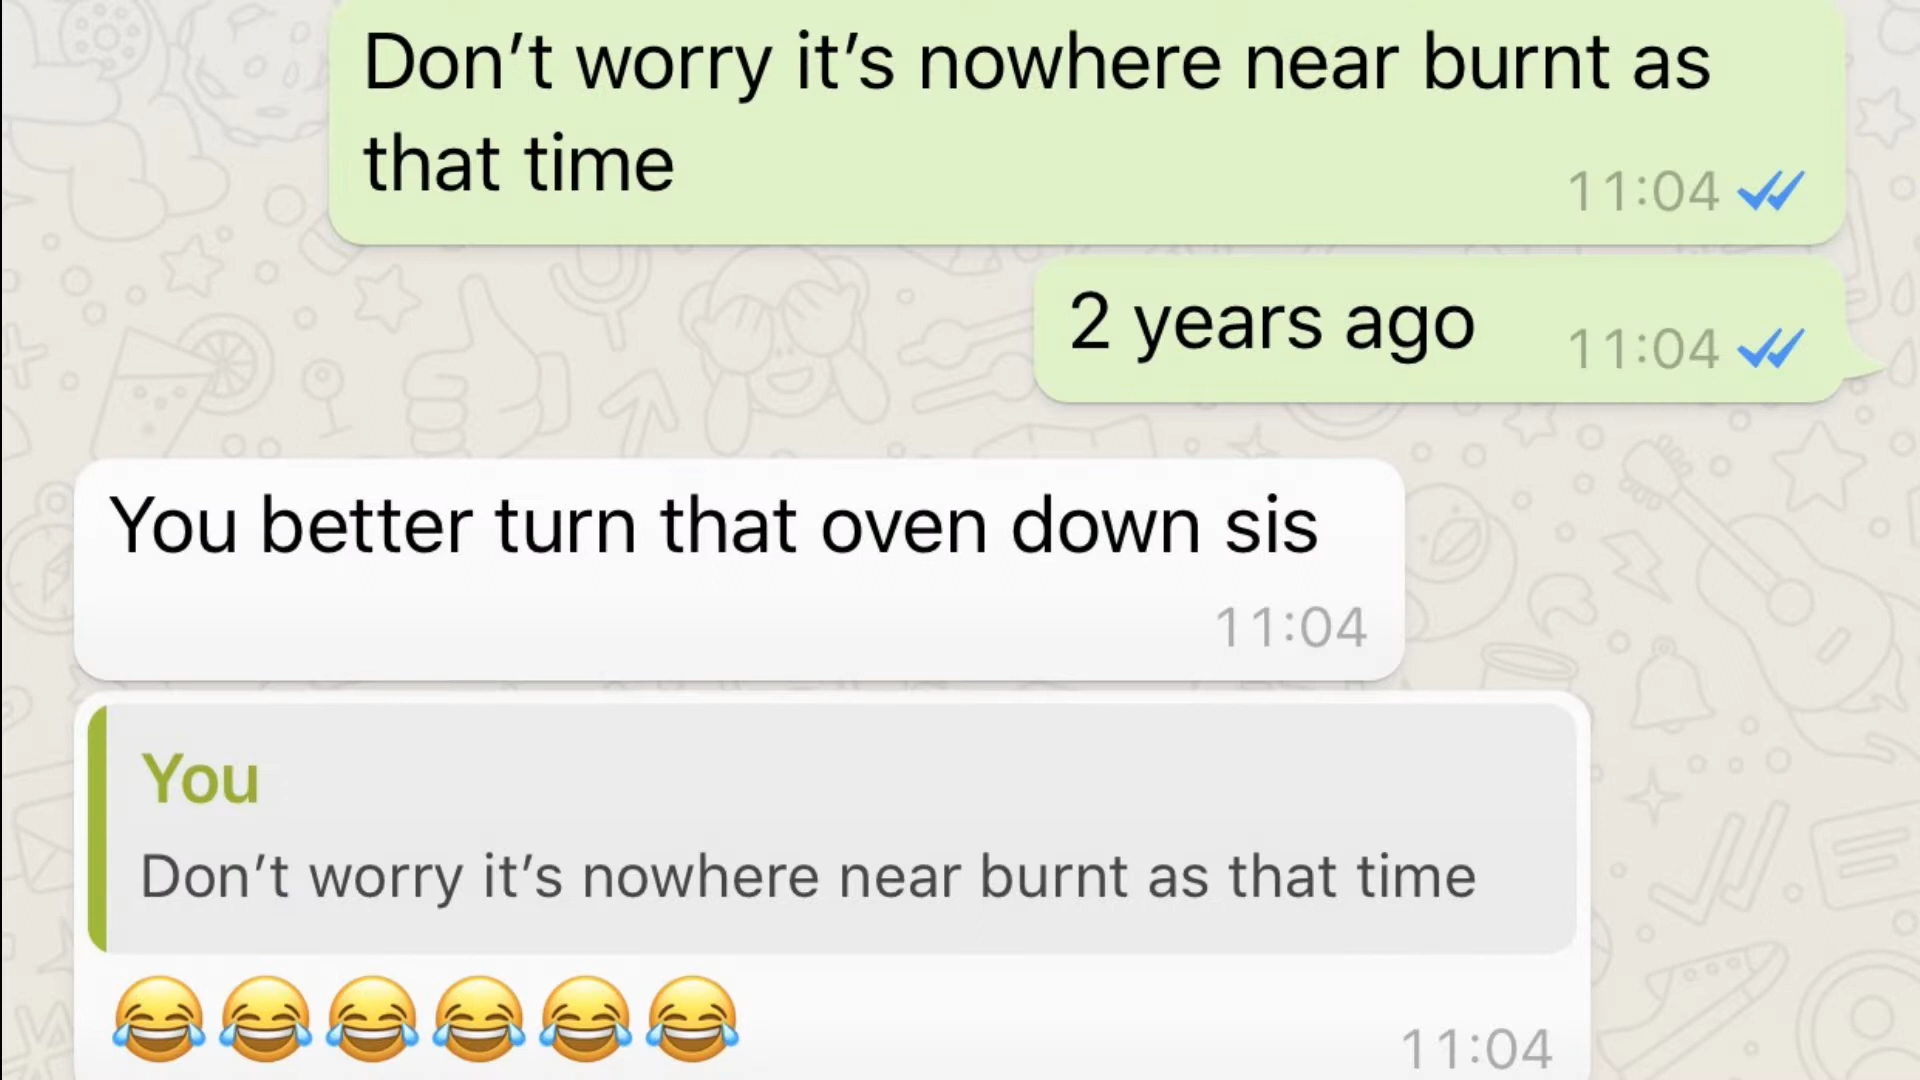 Don’t worry it’s nowhere near burnt as
that time
11:04
2 years ago 11:04
You better turn that oven down sis
11:04
You
Don’t worry it’s nowhere near burnt as that time
😂😂😂😂😂😂
11:04